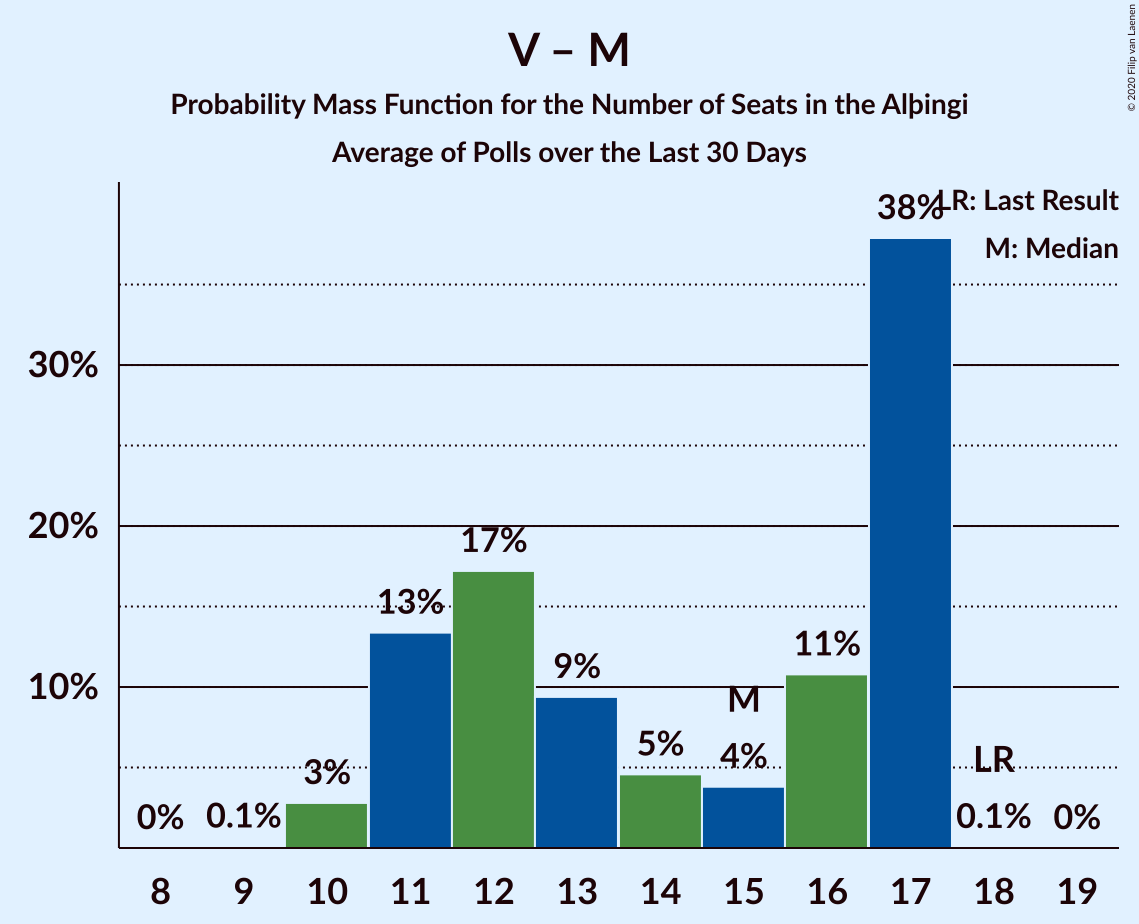 V – M
Probability Mass Function for the Number of Seats in the Alþingi
Average of Polls over the Last 30 Days
© 2020 Filip van Laenen
LR: Last Result
M: Median
38%
30%
20%
17%
13%
11%
10%
9%
M
5%
4%
3%
LR
0%
0.1%
0.1%
0%
8 9 10 11 12 13 14 15 16 17 18 19